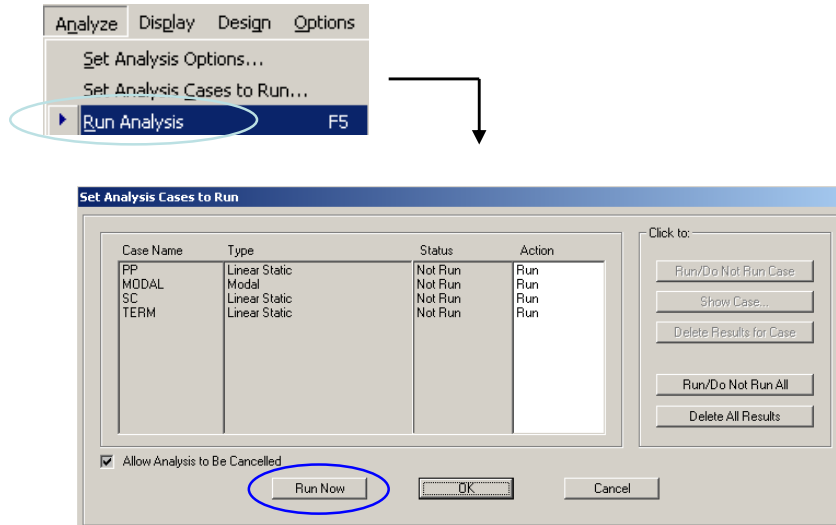 Analyze Display Design Options
Set Analysis Options...
Set Analysis Cases to Run...
Run Analysis F5
Set Analysis Cases to Run
Click to:
Case Name Type Status Action
PP Linear Static Not Run Run
MODAL Modal Not Run Run
SC Linear Static Not Run Run
TERM Linear Static Not Run Run
Run/Do Not Run Case
Show Case...
Delete Results for Case
Run/Do Not Run All
Delete All Results
Allow Analysis to Be Cancelled
Run Now OK Cancel